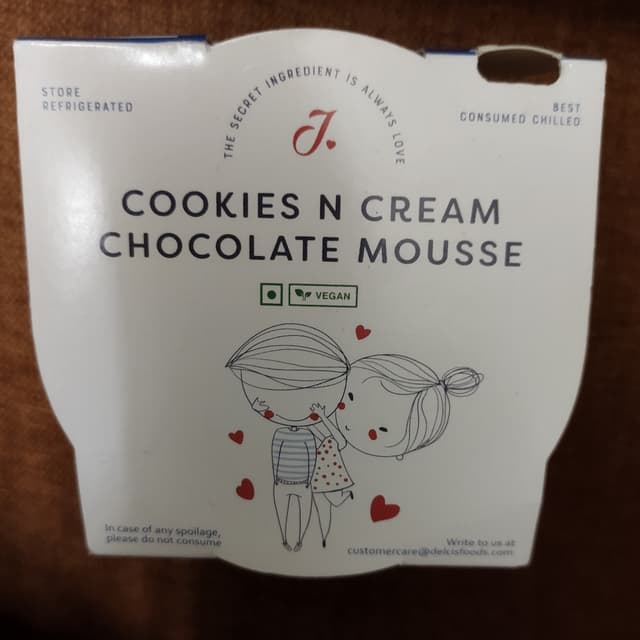 STORE
REFRIGERATED
THE SECRET INGREDIENT IS ALWAYS LOVE
J.
BEST
CONSUMED CHILLED
COOKIES N CREAM
CHOCOLATE MOUSSE
VEGAN
In case of any spoilage,
please do not consume
Write to us at
customercare@delcisfoods.com